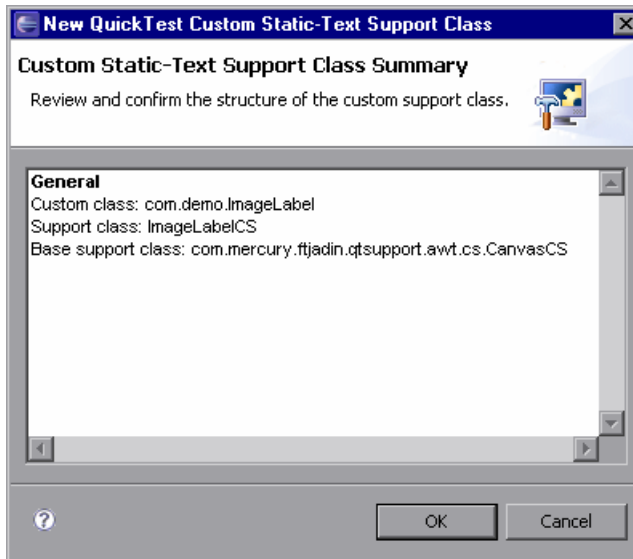 New QuickTest Custom Static-Text Support Class
Custom Static-Text Support Class Summary
Review and confirm the structure of the custom support class.
General
Custom class: com.demo.ImageLabel
Support class: ImageLabelCS
Base support class: com.mercury.ftjadin.qtsupport.awt.cs.CanvasCS
?
OK
Cancel